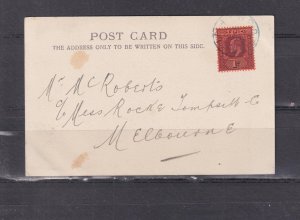 POST CARD
THE ADDRESS ONLY TO BE WRITTEN ON THIS SIDE.
Mr McRoberts
c/ Mess Rocke Tompsitt Co
Melbourne